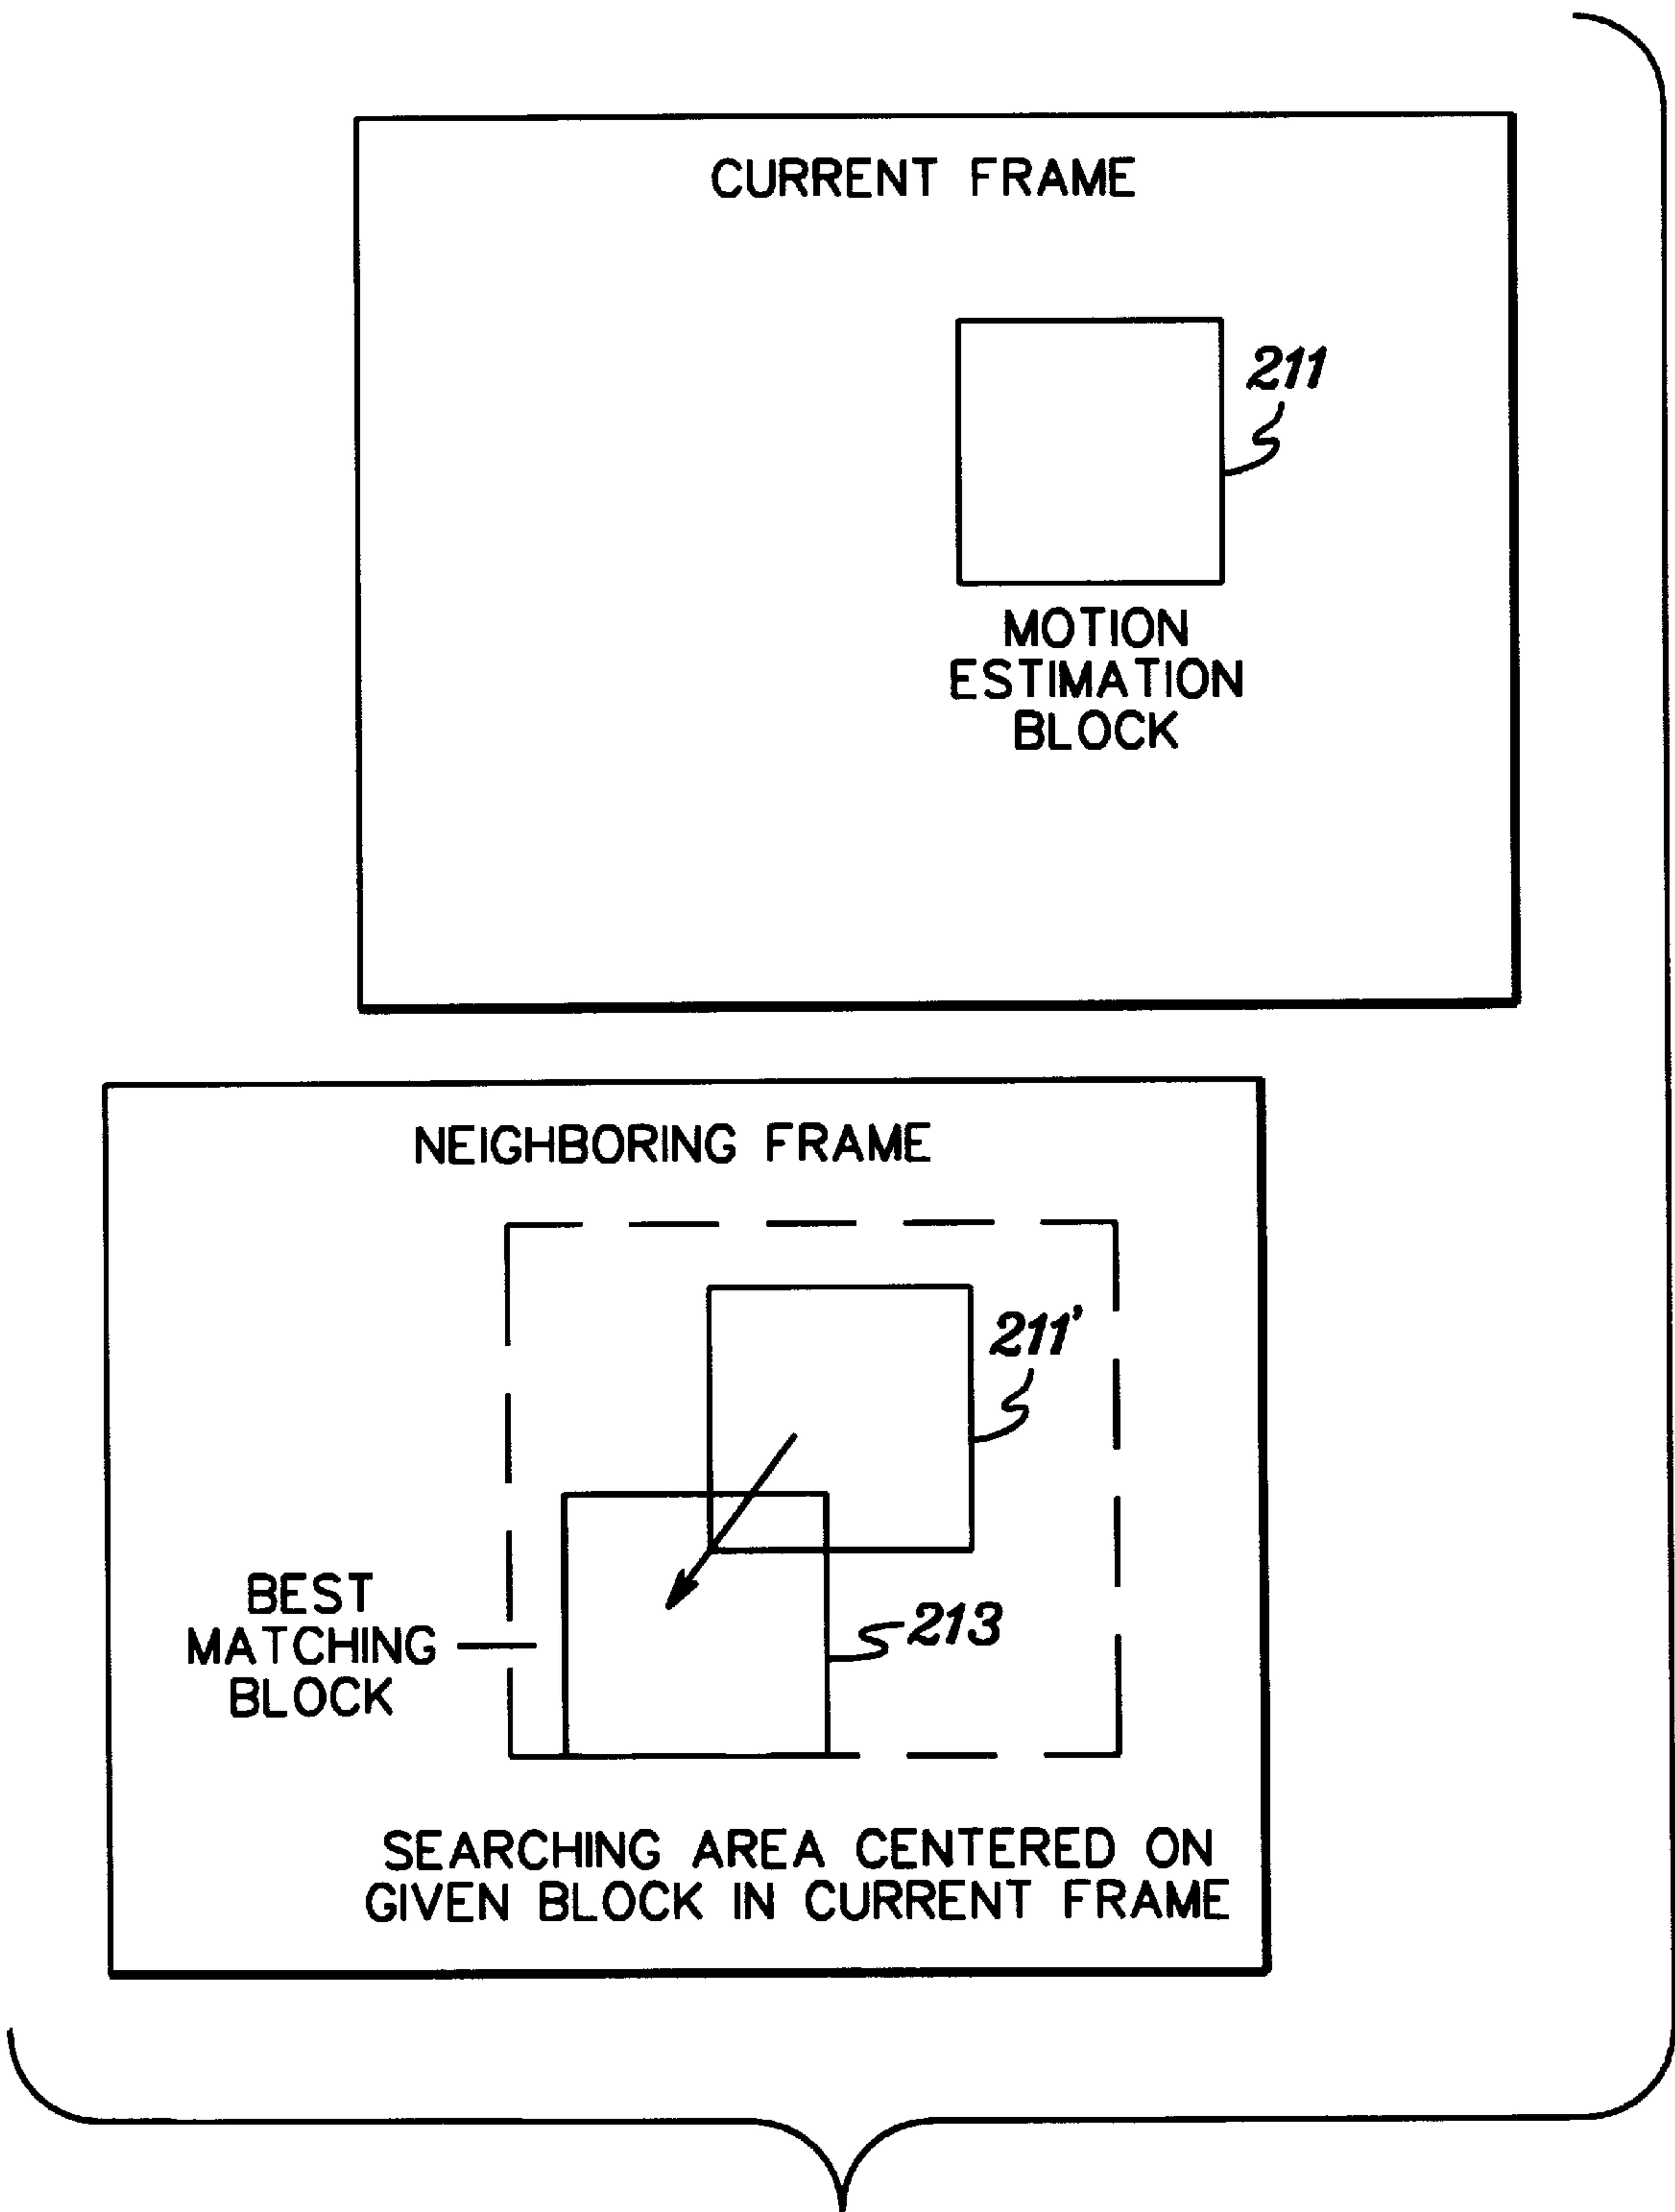 CURRENT FRAME
211
MOTION
ESTIMATION
BLOCK
NEIGHBORING FRAME
211'
BEST
MATCHING
BLOCK
213
SEARCHING AREA CENTERED ON
GIVEN BLOCK IN CURRENT FRAME